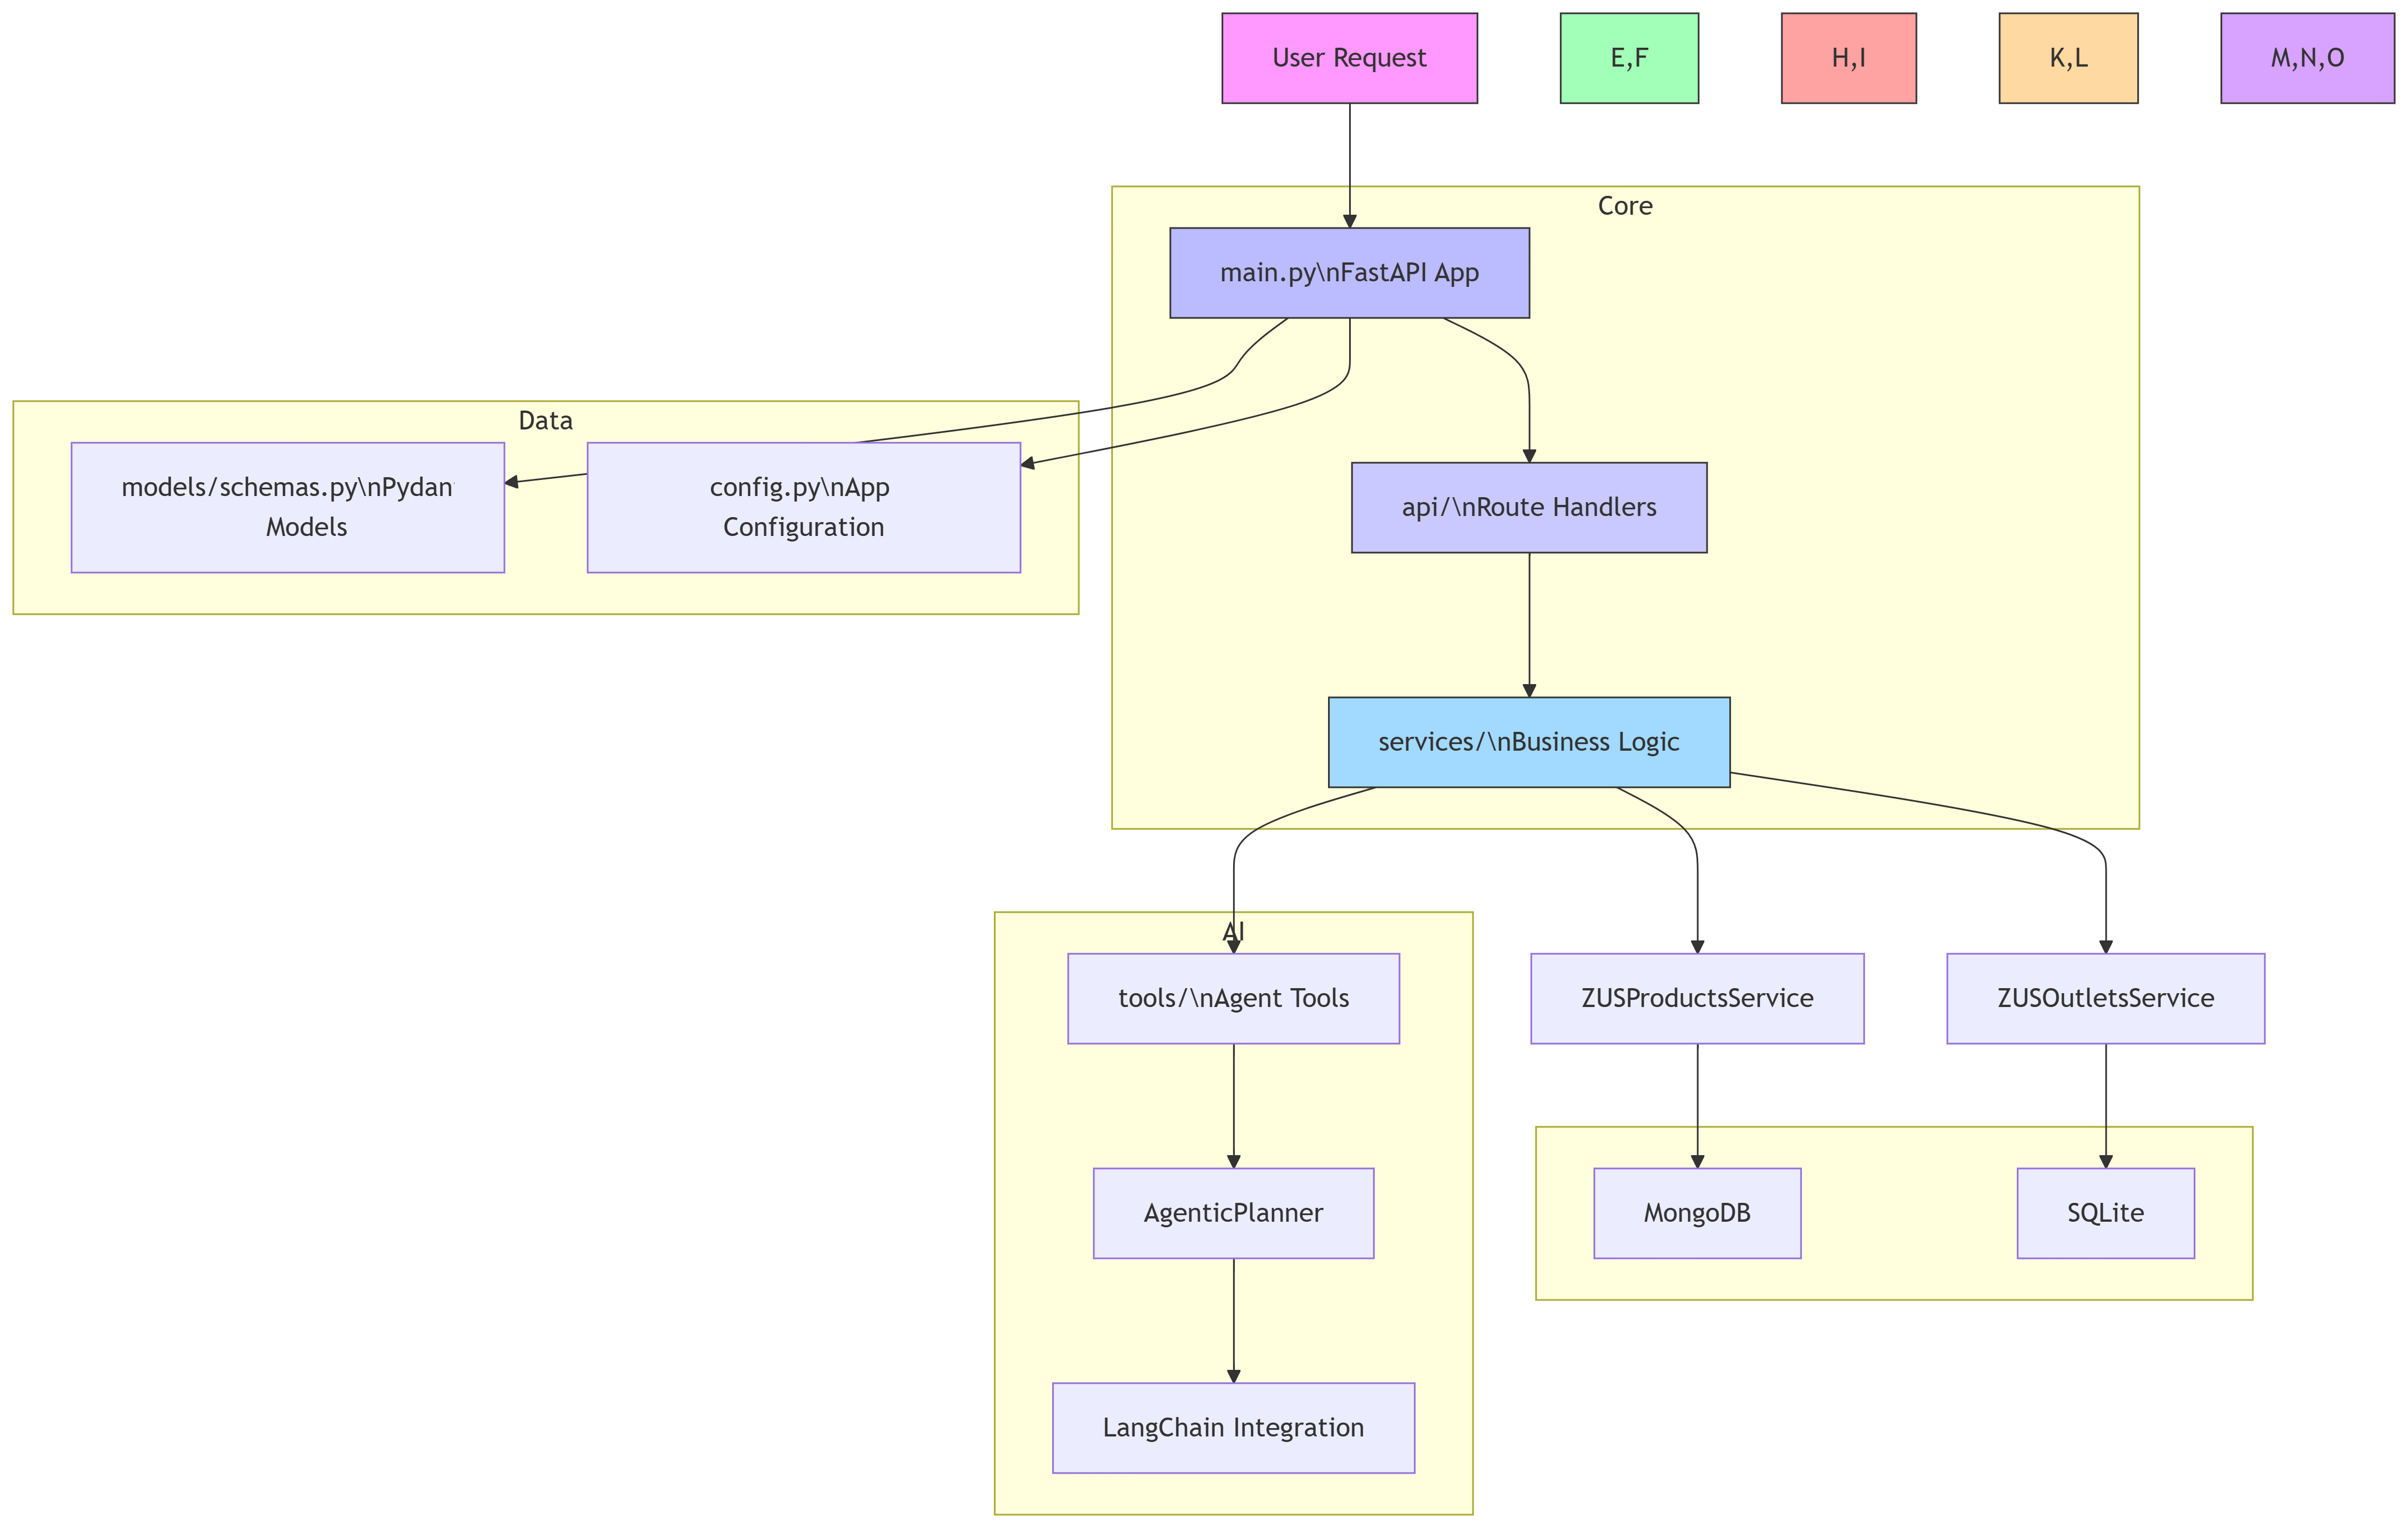 User Request
E,F
H,I
K,L
M,N,O
Core
main.py\nFastAPI App
Data
models/schemas.py\nPydan
Models
config.py\nApp
Configuration
api/\nRoute Handlers
services/\nBusiness Logic
AI
tools/\nAgent Tools
ZUSProductsService
ZUSOutletsService
AgenticPlanner
MongoDB
SQLite
LangChain Integration